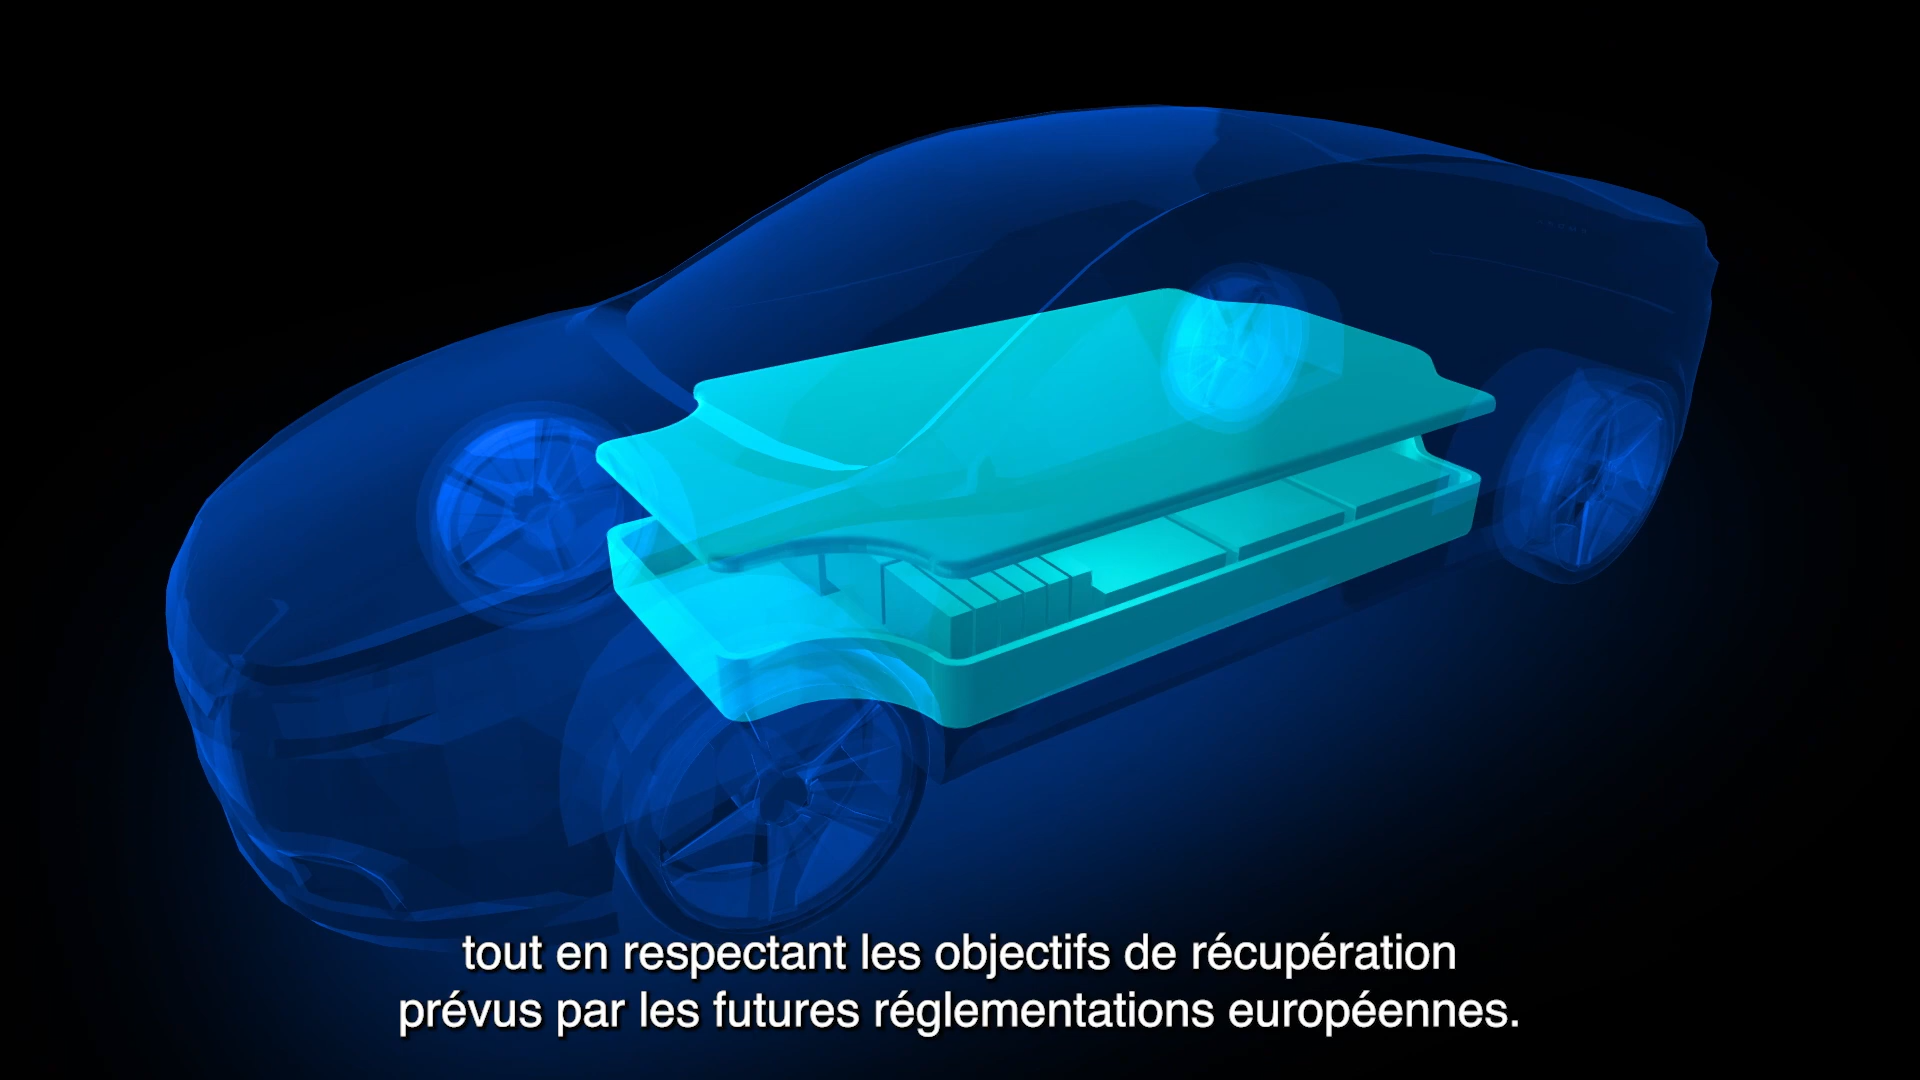 tout en respectant les objectifs de récupération
prévus par les futures réglementations européennes.